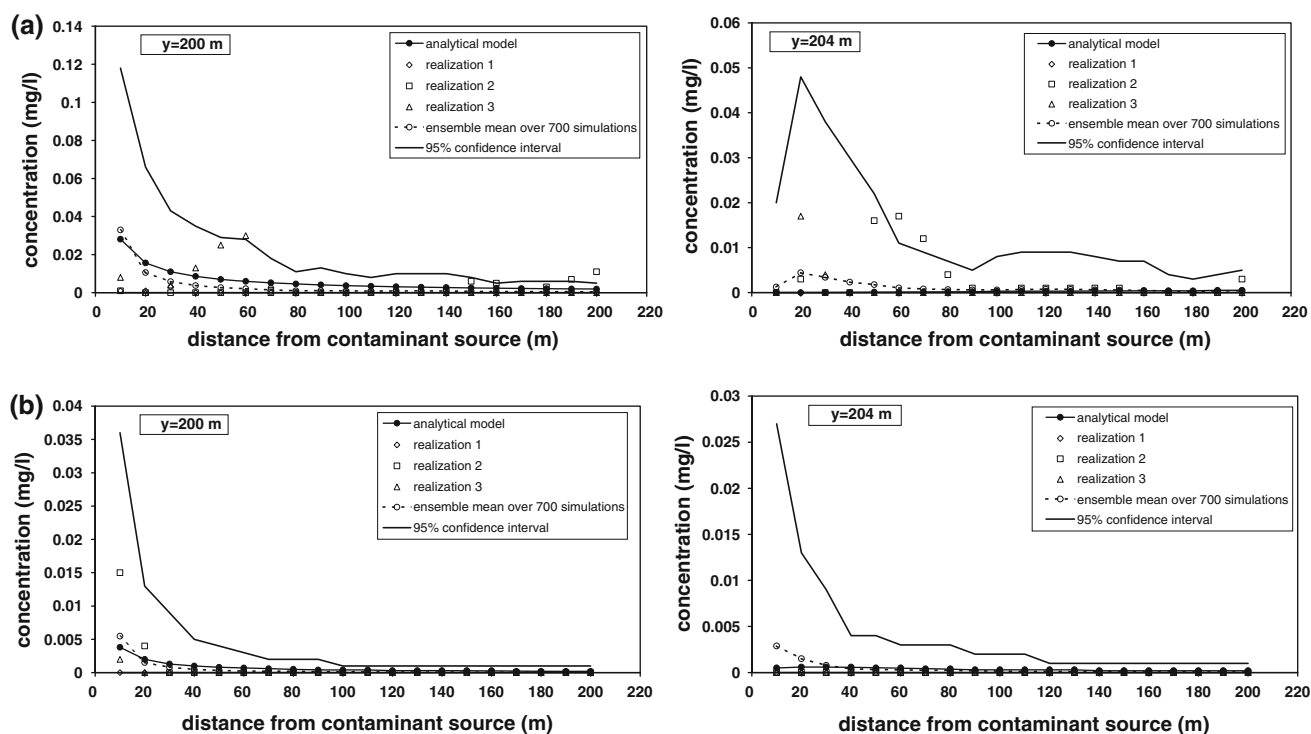 (a)
y=200 m
analytical model
realization 1
realization 2
realization 3
ensemble mean over 700 simulations
95% confidence interval
concentration (mg/l)
0.14
0.12
0.1
0.08
0.06
0.04
0.02
0
0 20 40 60 80 100 120 140 160 180 200 220
distance from contaminant source (m)
y=204 m
analytical model
realization 1
realization 2
realization 3
ensemble mean over 700 simulations
95% confidence interval
concentration (mg/l)
0.06
0.05
0.04
0.03
0.02
0.01
0
0 20 40 60 80 100 120 140 160 180 200 220
distance from contaminant source (m)
(b)
y=200 m
analytical model
realization 1
realization 2
realization 3
ensemble mean over 700 simulations
95% confidence interval
concentration (mg/l)
0.04
0.035
0.03
0.025
0.02
0.015
0.01
0.005
0
0 20 40 60 80 100 120 140 160 180 200 220
distance from contaminant source (m)
y=204 m
analytical model
realization 1
realization 2
realization 3
ensemble mean over 700 simulations
95% confidence interval
concentration (mg/l)
0.03
0.025
0.02
0.015
0.01
0.005
0
0 20 40 60 80 100 120 140 160 180 200 220
distance from contaminant source (m)